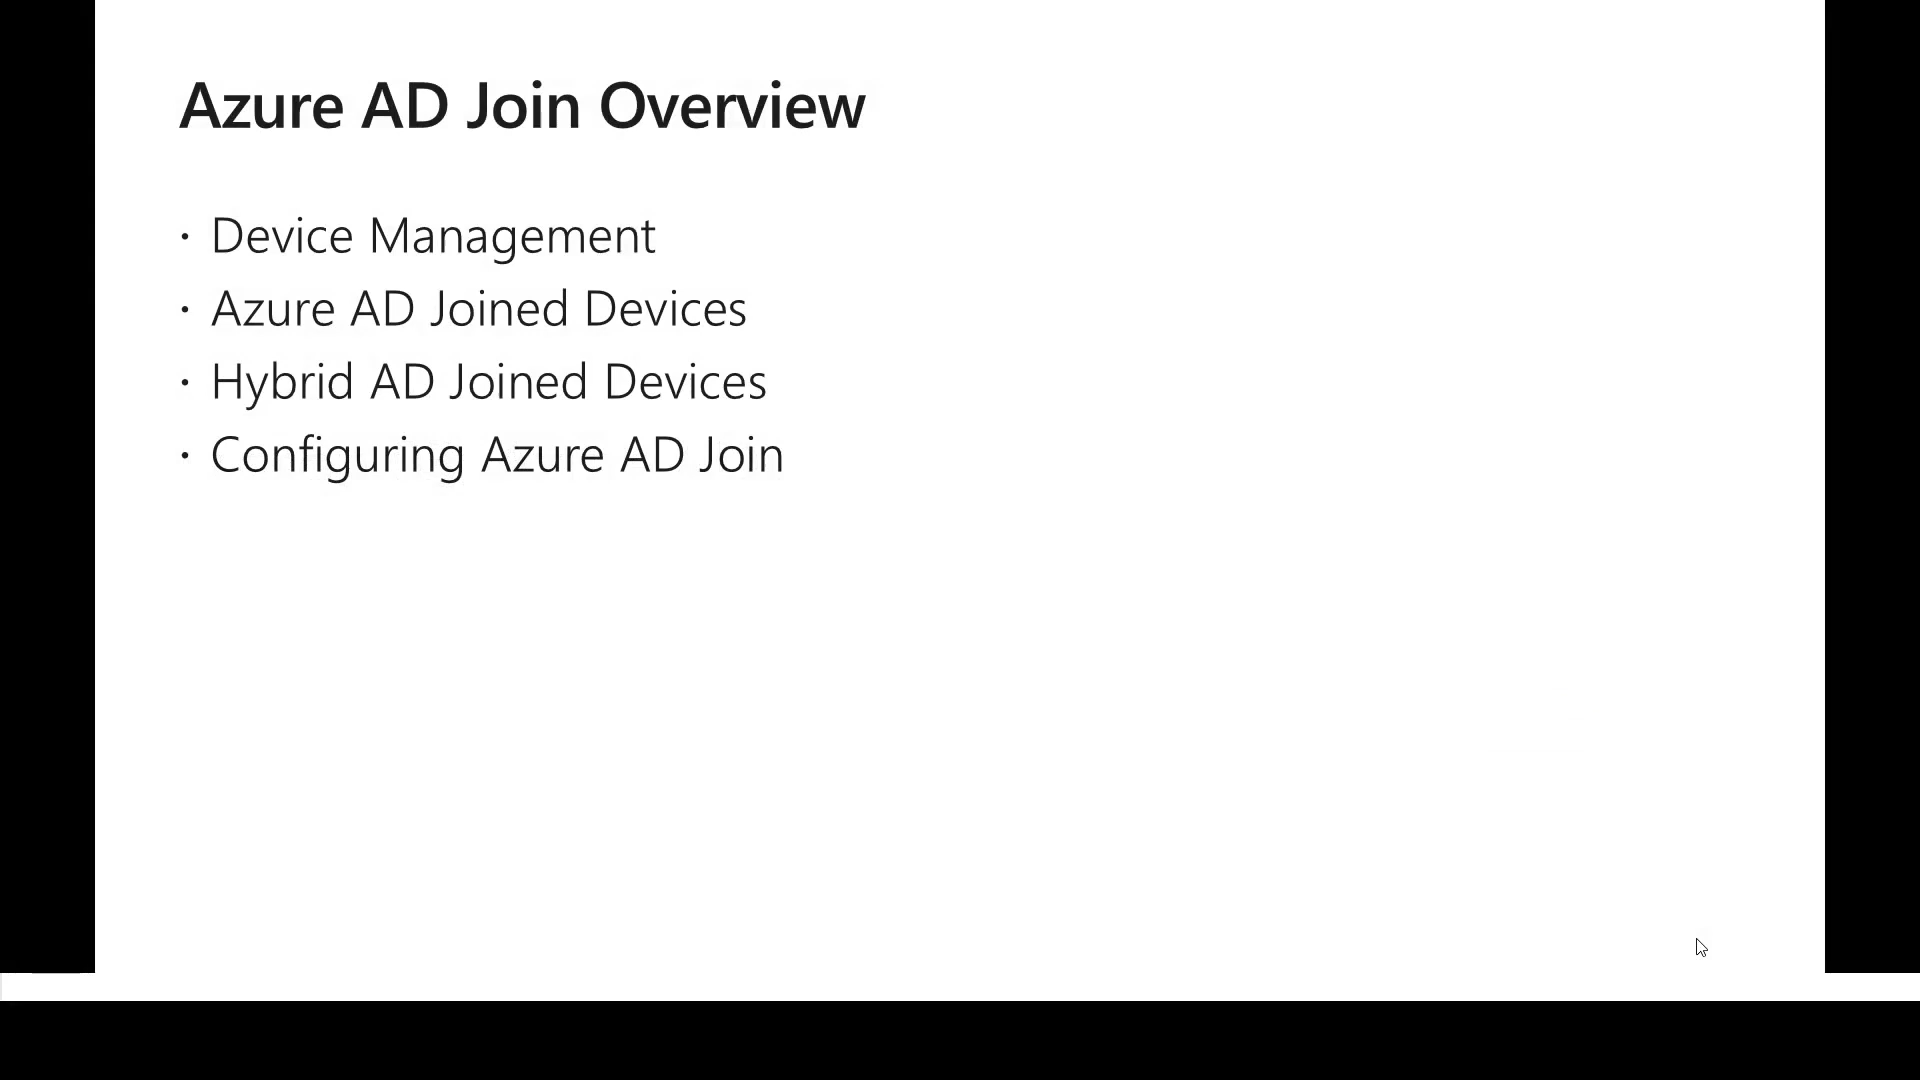 Azure AD Join Overview
• Device Management
• Azure AD Joined Devices
• Hybrid AD Joined Devices
• Configuring Azure AD Join